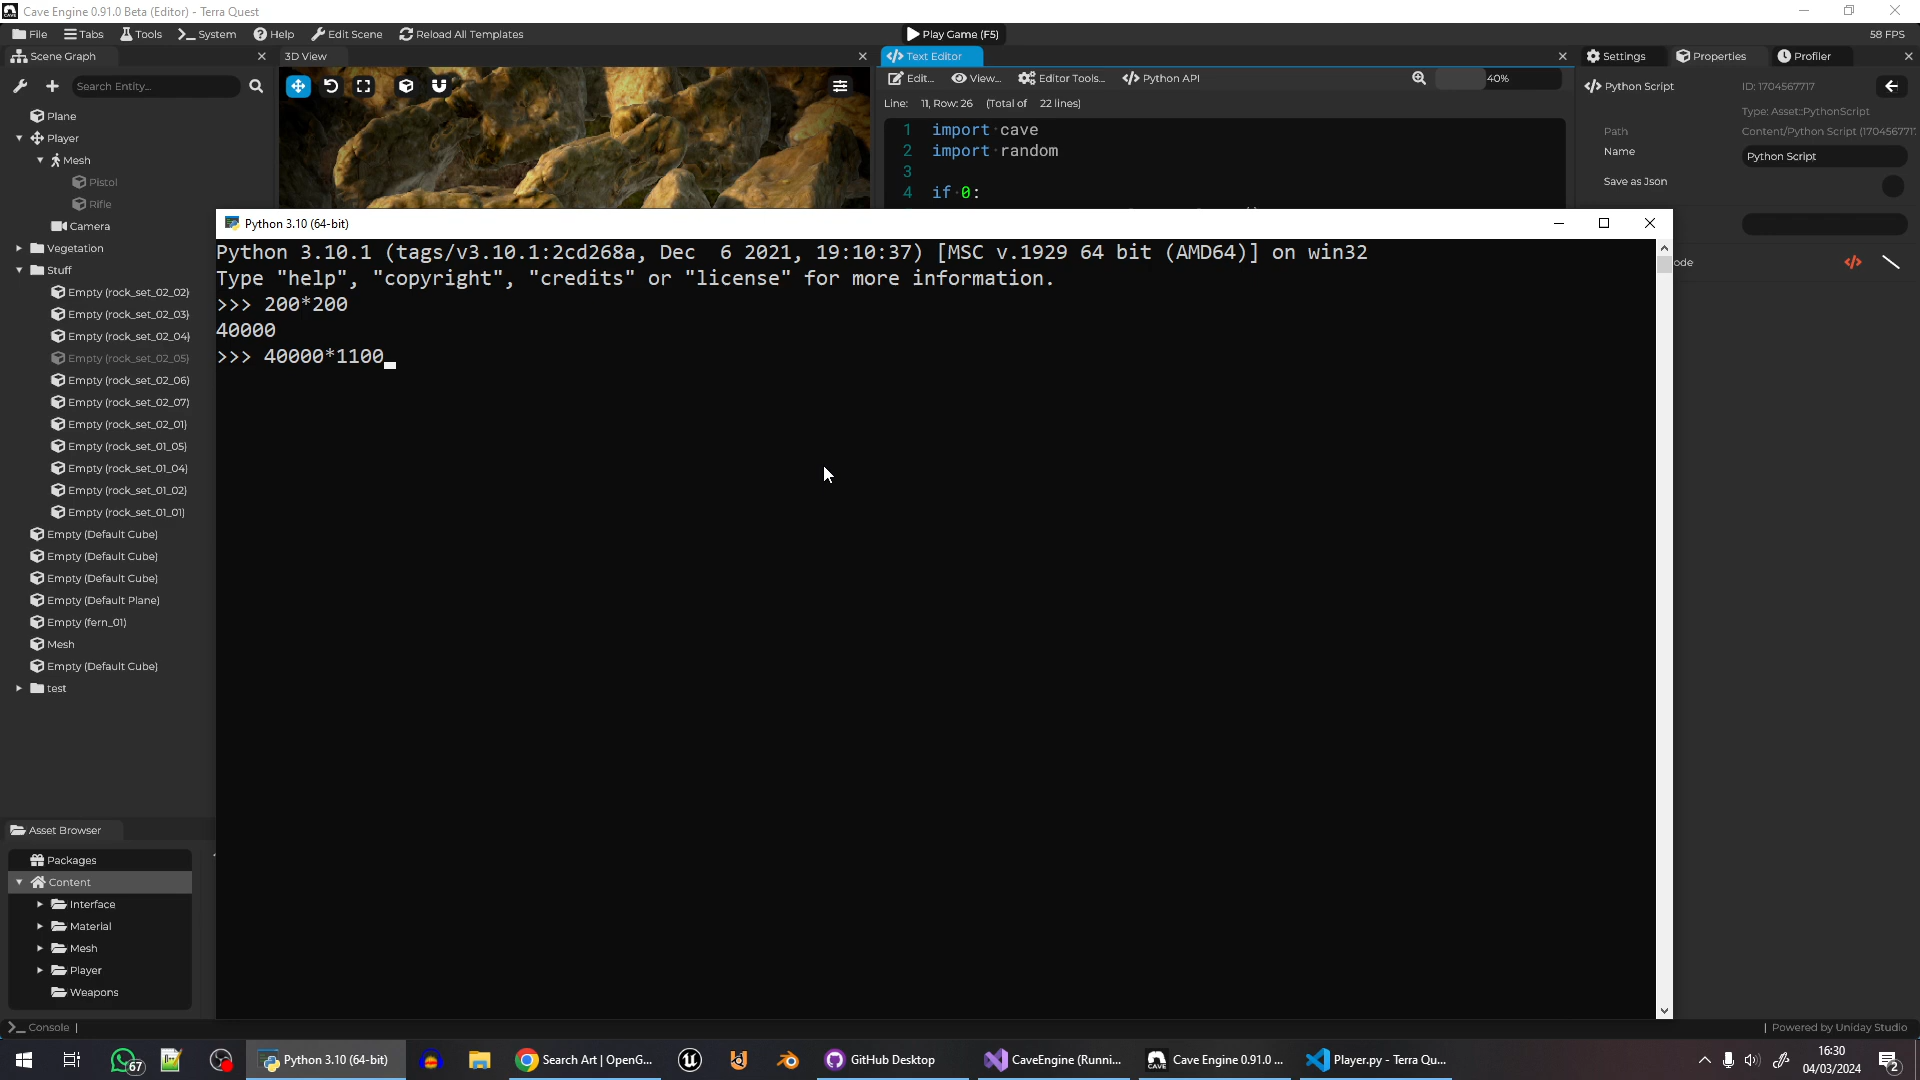 Cave Engine 0.91.0 Beta (Editor) - Terra Quest
File Tabs Tools System Help Edit Scene Reload All Templates Play Game (F5) 58 FPS
Scene Graph 3D View Text Editor Settings Properties Profiler
Search Entity... Edit... View... Editor Tools... Python API 40%
Python Script ID: 1704567717
Line: 11, Row: 26 (Total of 22 lines)
Type: Asset::PythonScript
Path Content/Python Script (170456771
Name Python Script
Save as Json
1 import cave
2 import random
3
4 if 0:
Plane
Player
Mesh
Pistol
Rifle
Camera
Vegetation
Stuff
Empty (rock_set_02_02)
Empty (rock_set_02_03)
Empty (rock_set_02_04)
Empty (rock_set_02_05)
Empty (rock_set_02_06)
Empty (rock_set_02_07)
Empty (rock_set_02_01)
Empty (rock_set_01_05)
Empty (rock_set_01_04)
Empty (rock_set_01_02)
Empty (rock_set_01_01)
Empty (Default Cube)
Empty (Default Cube)
Empty (Default Cube)
Empty (Default Plane)
Empty (fern_01)
Mesh
Empty (Default Cube)
test
Python 3.10 (64-bit)
Python 3.10.1 (tags/v3.10.1:2cd268a, Dec  6 2021, 19:10:37) [MSC v.1929 64 bit (AMD64)] on win32
Type "help", "copyright", "credits" or "license" for more information.
>>> 200*200
40000
>>> 40000*1100_
ode
Asset Browser
Packages
Content
Interface
Material
Mesh
Player
Weapons
Console
Powered by Uniday Studio
67 Python 3.10 (64-bit) Search Art | OpenG... GitHub Desktop CaveEngine (Runni... Cave Engine 0.91.0 ... Player.py - Terra Qu... 16:30
04/03/2024 2